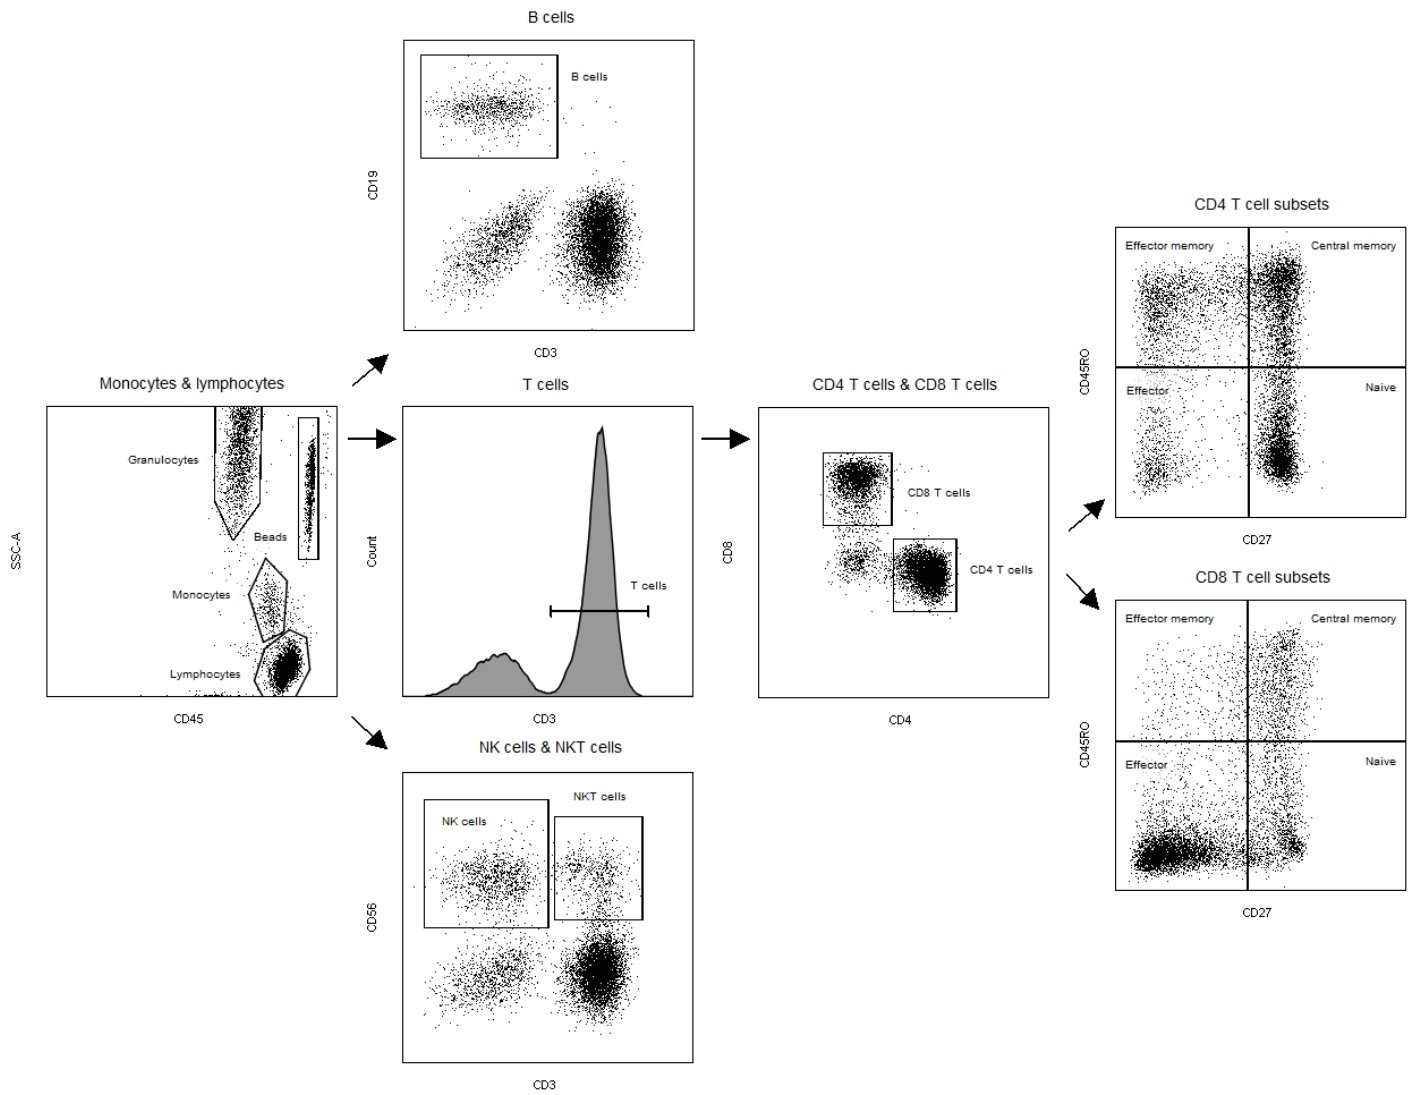 B cells
B cells
CD19
CD3
Monocytes & lymphocytes
Granulocytes
Beads
Monocytes
Lymphocytes
SSC-A
CD45
T cells
Count
T cells
CD3
NK cells & NKT cells
NKT cells
NK cells
CD56
CD3
CD4 T cells & CD8 T cells
CD8 T cells
CD4 T cells
CD8
CD4
CD4 T cell subsets
Effector memory
Central memory
CD45RO
Effector
Naive
CD27
CD8 T cell subsets
Effector memory
Central memory
CD45RO
Effector
Naive
CD27